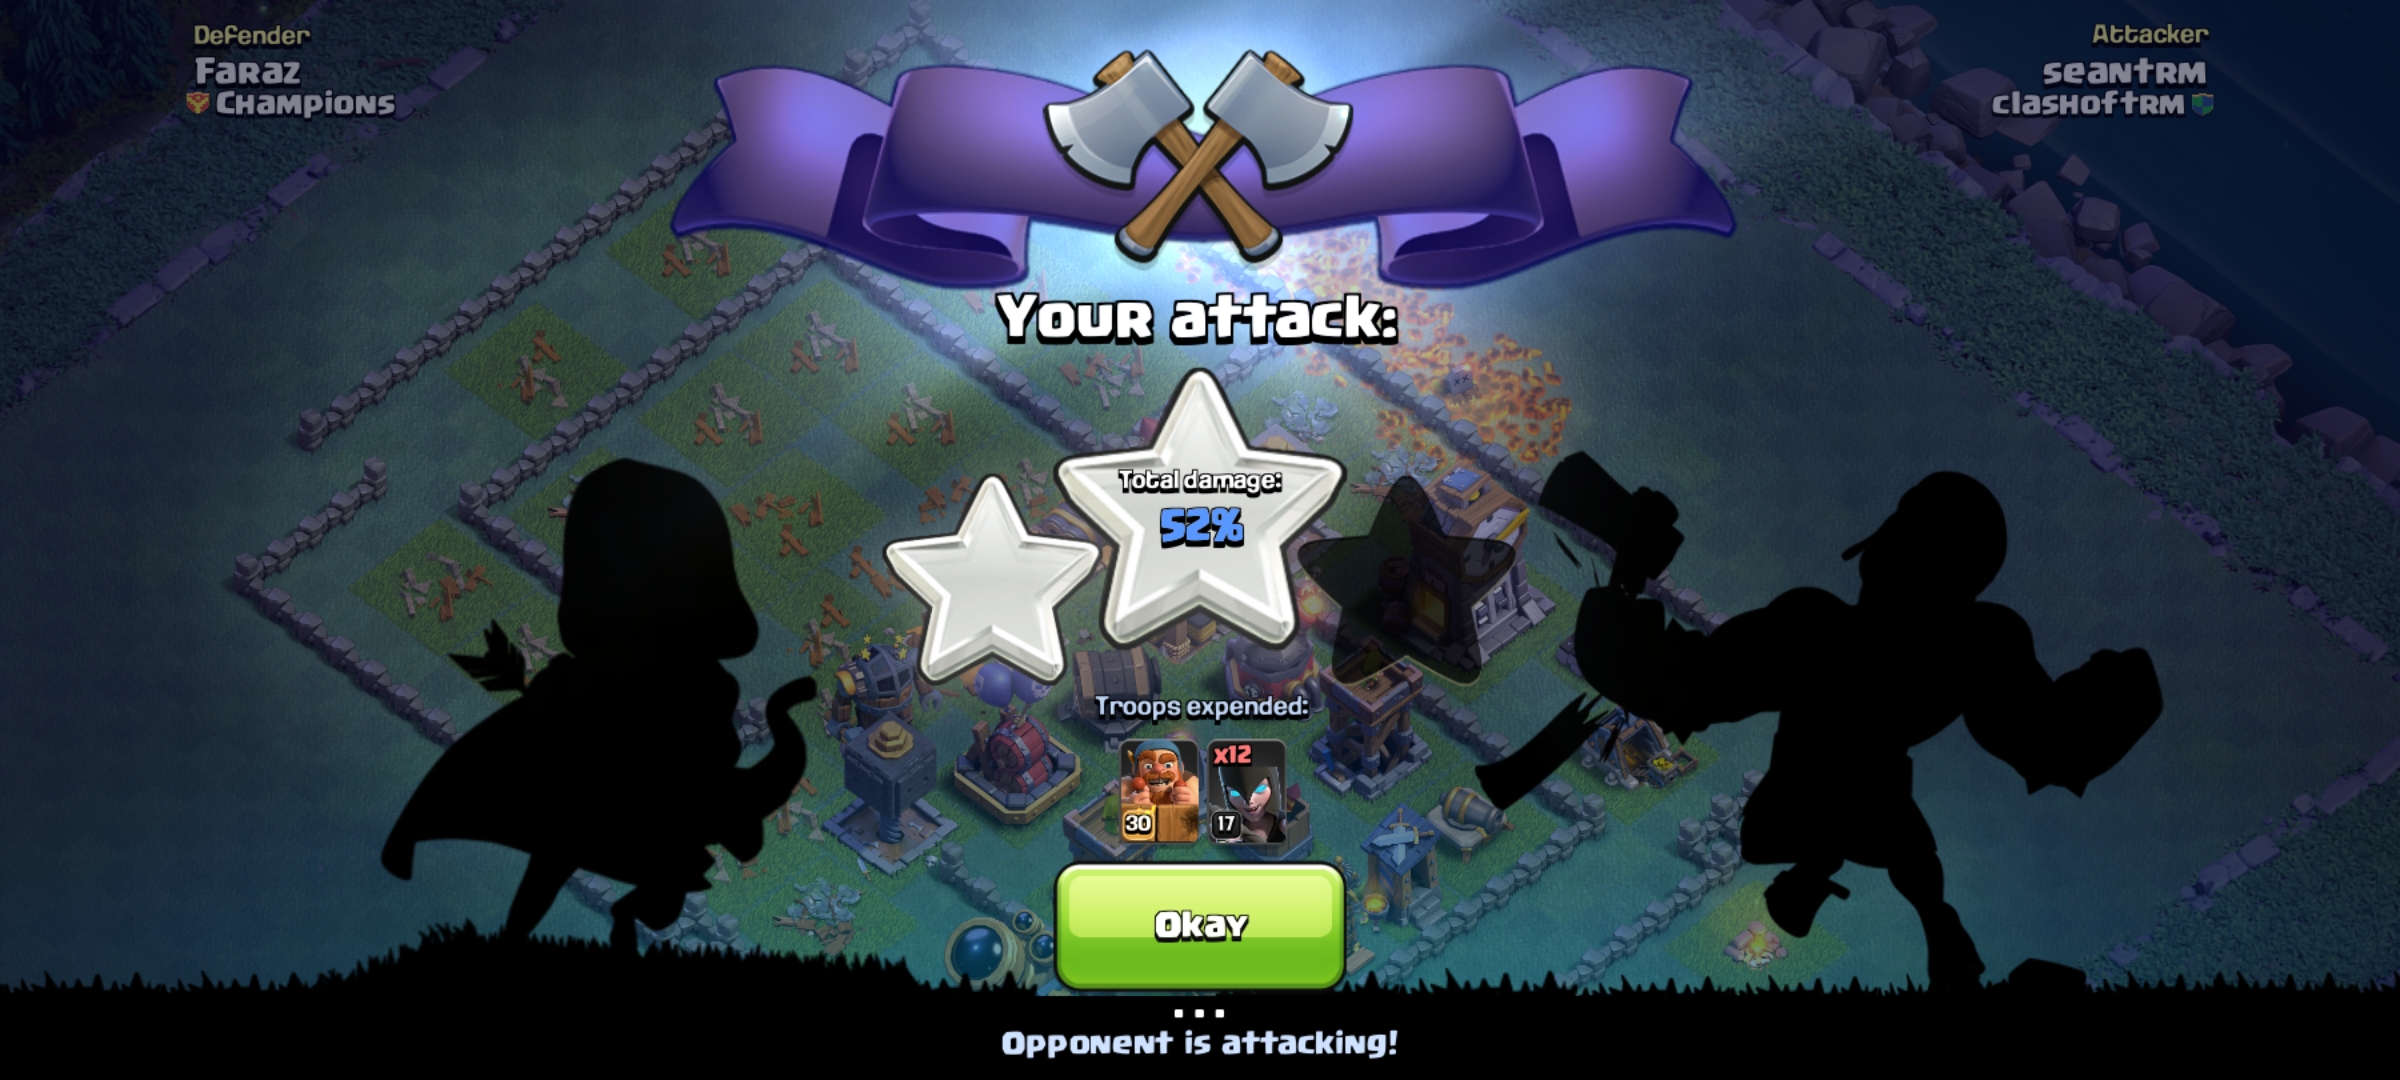 Defender
Faraz
Champions
Attacker
seantrm
clashoftrm
Your attack:
Total damage:
52%
Troops expended:
x12
30
17
Okay
...
Opponent is attacking!